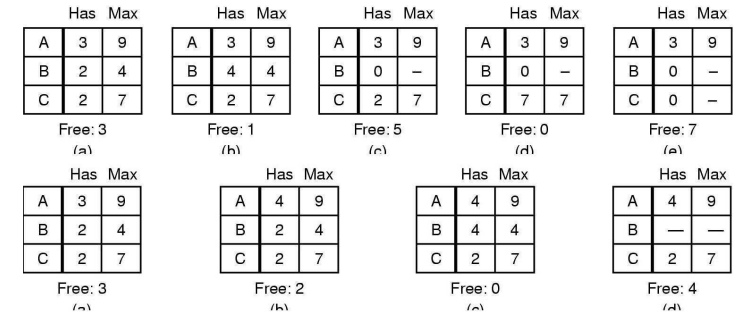 Has Max Has Max Has Max Has Max Has Max
A 3 9 A 3 9 A 3 9 A 3 9 A 3 9
B 2 4 B 4 4 B 0 – B 0 – B 0 –
C 2 7 C 2 7 C 2 7 C 7 7 C 0 –
Free: 3 Free: 1 Free: 5 Free: 0 Free: 7
(a) (b) (c) (d) (e)
Has Max Has Max Has Max Has Max
A 3 9 A 4 9 A 4 9 A 4 9
B 2 4 B 2 4 B 4 4 B — —
C 2 7 C 2 7 C 2 7 C 2 7
Free: 3 Free: 2 Free: 0 Free: 4
(a) (b) (c) (d)